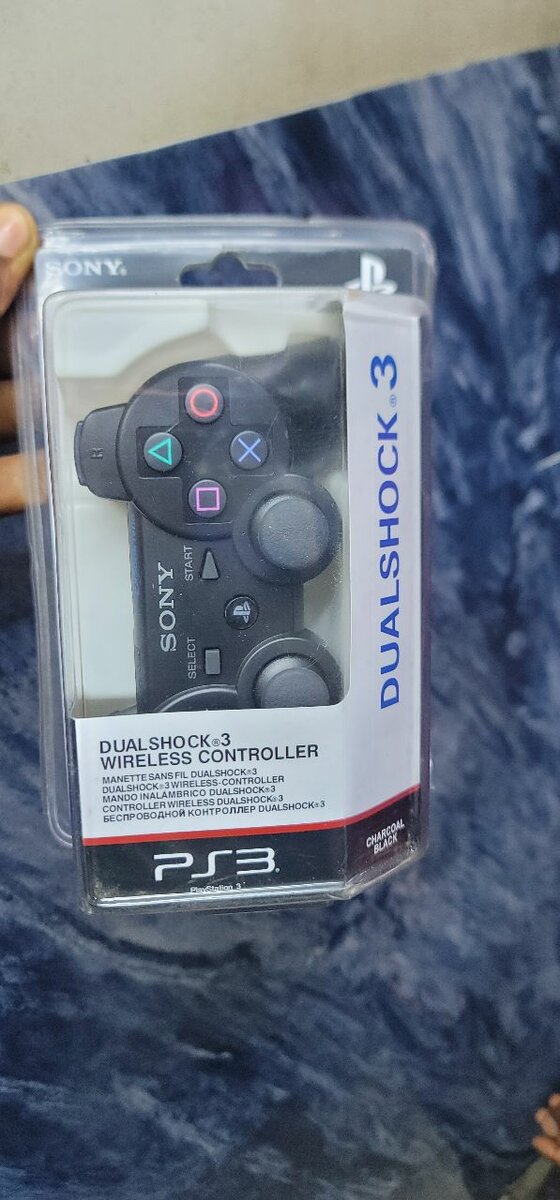 SONY®
DUALSHOCK®3
SONY
START
SELECT
DUALSHOCK®3
WIRELESS CONTROLLER
MANETTE SANS FIL DUALSHOCK®3
DUALSHOCK®3 WIRELESS-CONTROLLER
MANDO INALÁMBRICO DUALSHOCK®3
CONTROLLER WIRELESS DUALSHOCK®3
БЕСПРОВОДНОЙ КОНТРОЛЛЕР DUALSHOCK®3
CHARCOAL
BLACK
PS3.
PlayStation 3